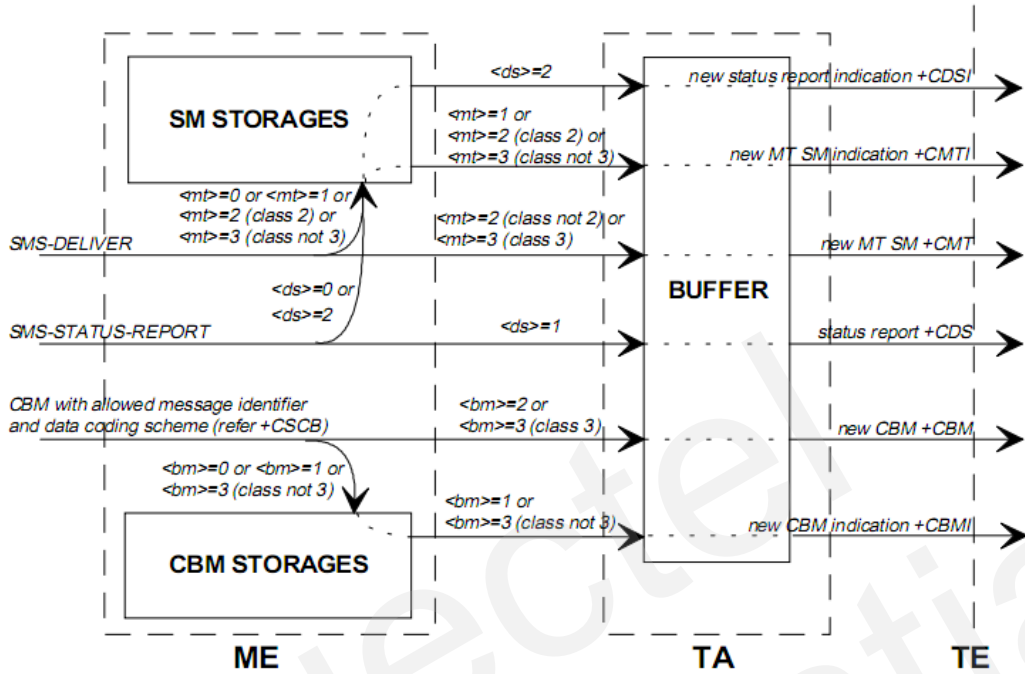 <ds>=2
new status report indication +CDSI
SM STORAGES
<mt>=1 or
<mt>=2 (class 2) or
<mt>=3 (class not 3)
new MT SM indication +CMTI
<mt>=0 or <mt>=1 or
<mt>=2 (class 2) or
<mt>=3 (class not 3)
<mt>=2 (class not 2) or
<mt>=3 (class 3)
SMS-DELIVER
new MT SM +CMT
BUFFER
<ds>=0 or
<ds>=2
SMS-STATUS-REPORT
<ds>=1
status report +CDS
CBM with allowed message identifier
and data coding scheme (refer +CSCB)
<bm>=2 or
<bm>=3 (class 3)
new CBM +CBM
<bm>=0 or <bm>=1 or
<bm>=3 (class not 3)
<bm>=1 or
<bm>=3 (class not 3)
new CBM indication +CBMI
CBM STORAGES
ME
TA
TE